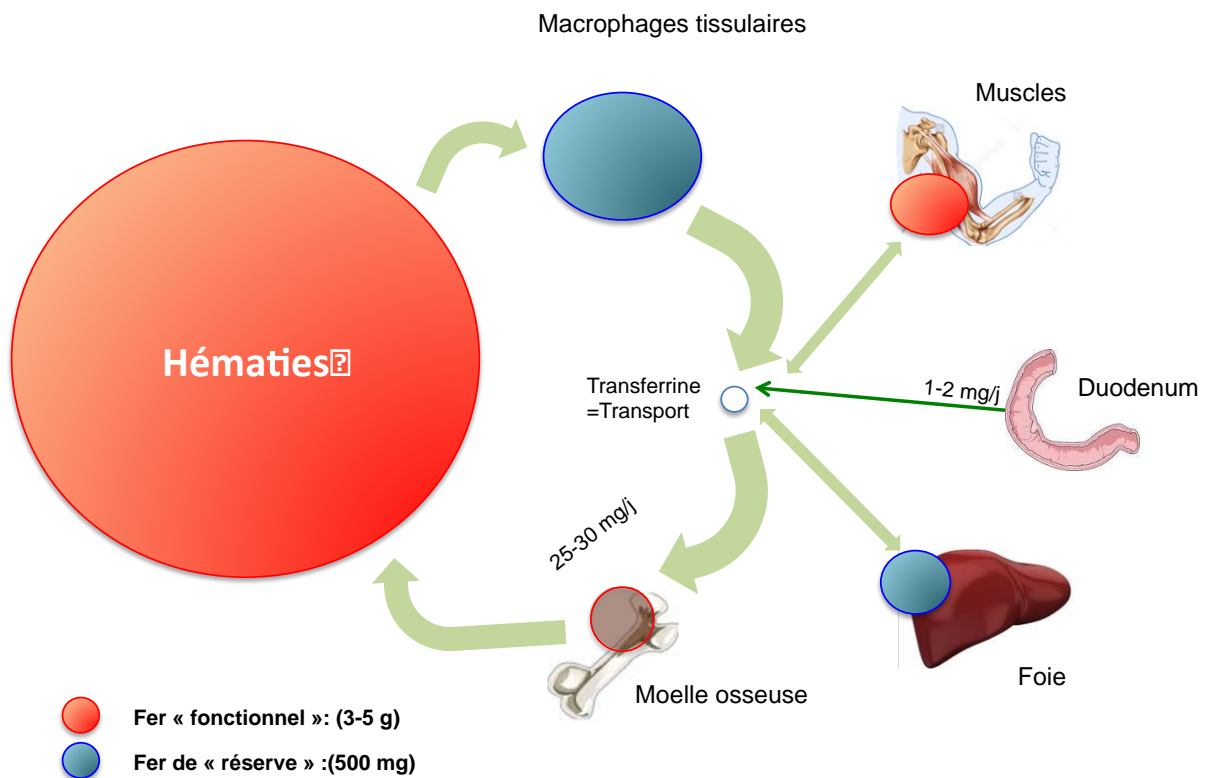 Macrophages tissulaires
Muscles
Hématies
Transferrine
=Transport
1-2 mg/j
Duodenum
25-30 mg/j
Moelle osseuse
Foie
Fer « fonctionnel »: (3-5 g)
Fer de « réserve » :(500 mg)